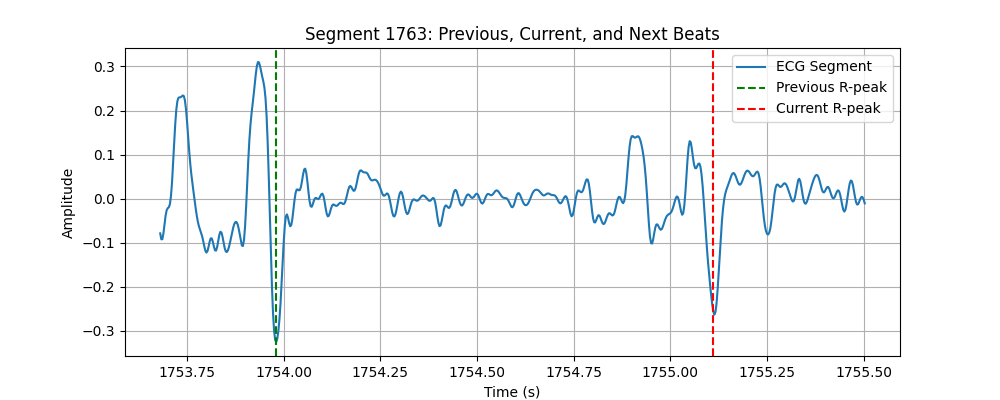 Segment 1763: Previous, Current, and Next Beats
ECG Segment
Previous R-peak
Current R-peak
Amplitude
0.3
0.2
0.1
0.0
−0.1
−0.2
−0.3
1753.75 1754.00 1754.25 1754.50 1754.75 1755.00 1755.25 1755.50
Time (s)